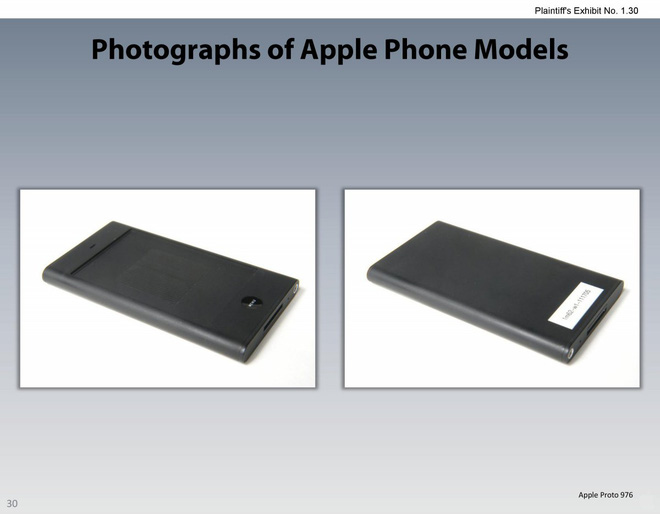 Plaintiff's Exhibit No. 1.30
Photographs of Apple Phone Models
Apple Proto 976
30